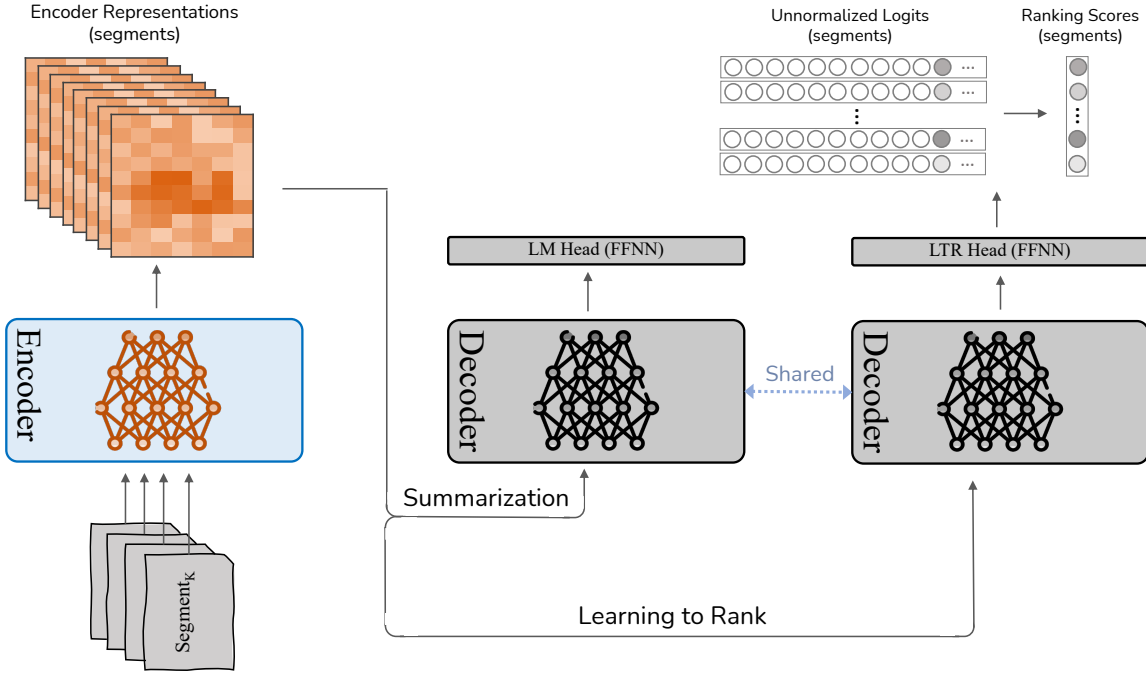 Encoder Representations
(segments)
Unnormalized Logits
(segments)
Ranking Scores
(segments)
...
...
...
...
...
...
LM Head (FFNN)
LTR Head (FFNN)
Encoder
Decoder
Shared
Decoder
Summarization
Segment_K
Learning to Rank